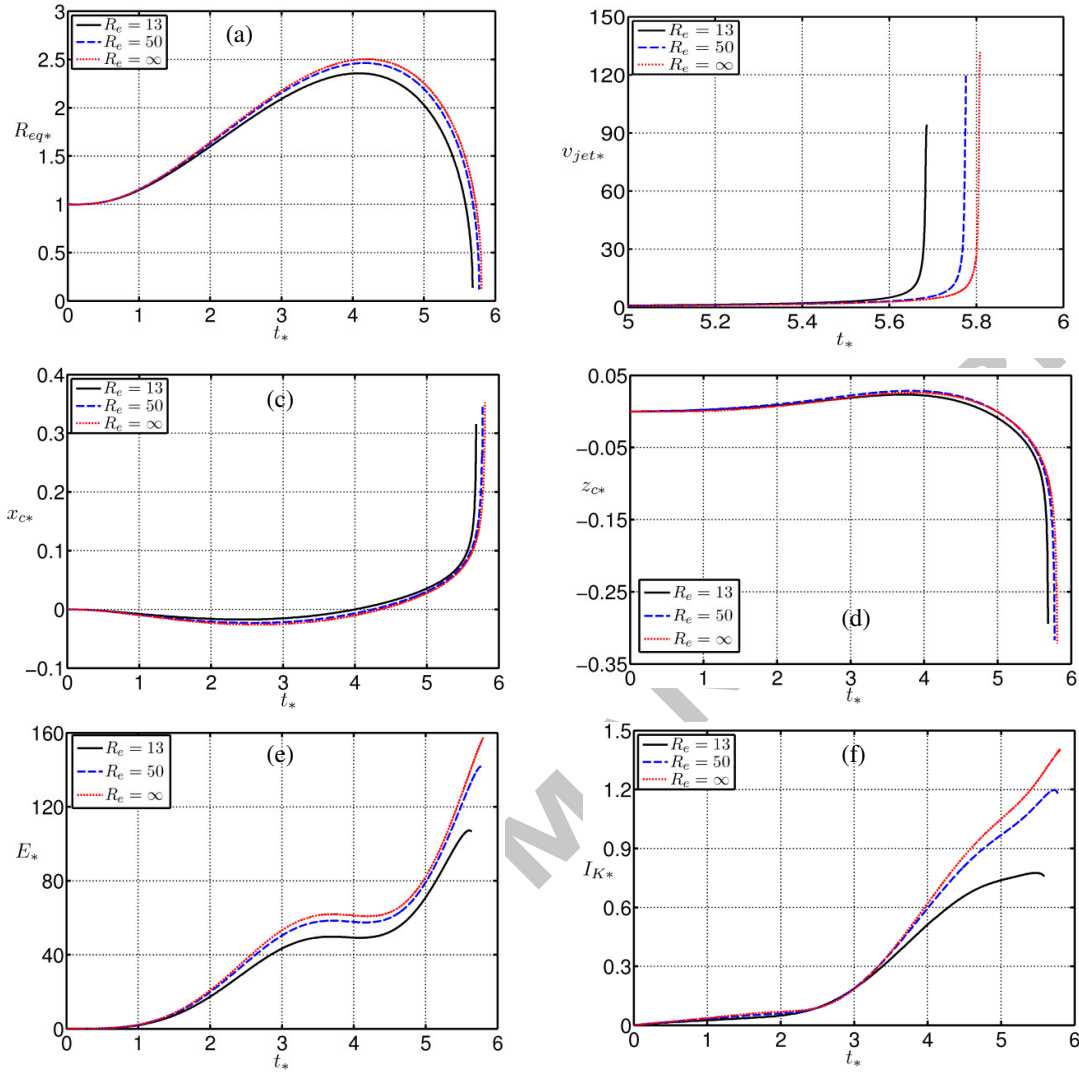 (a)
R_e = 13
R_e = 50
R_e = ∞
R_{eq*}
3
2.5
2
1.5
1
0.5
0
0 1 2 3 4 5 6
t_*
R_e = 13
R_e = 50
R_e = ∞
v_{jet*}
150
120
90
60
30
0
5 5.2 5.4 5.6 5.8 6
t_*
(c)
R_e = 13
R_e = 50
R_e = ∞
x_{c*}
0.4
0.3
0.2
0.1
0
−0.1
0 1 2 3 4 5 6
t_*
R_e = 13
R_e = 50
R_e = ∞
(d)
z_{c*}
0.05
−0.05
−0.15
−0.25
−0.35
0 1 2 3 4 5 6
t_*
(e)
R_e = 13
R_e = 50
R_e = ∞
E_*
160
120
80
40
0
0 1 2 3 4 5 6
t_*
(f)
R_e = 13
R_e = 50
R_e = ∞
I_{K*}
1.5
1.2
0.9
0.6
0.3
0
0 1 2 3 4 5 6
t_*